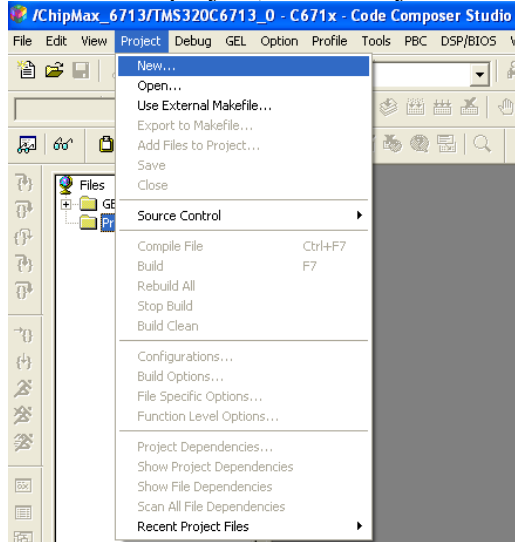 /ChipMax_6713/TMS320C6713_0 - C671x - Code Composer Studio
File Edit View Project Debug GEL Option Profile Tools PBC DSP/BIOS
New...
Open...
Use External Makefile...
Export to Makefile...
Add Files to Project...
Save
Files
Close
GE
Source Control
Pr
Compile File Ctrl+F7
Build F7
Rebuild All
Stop Build
Build Clean
Configurations...
Build Options...
File Specific Options...
Function Level Options...
Project Dependencies...
Show Project Dependencies
Show File Dependencies
Scan All File Dependencies
Recent Project Files